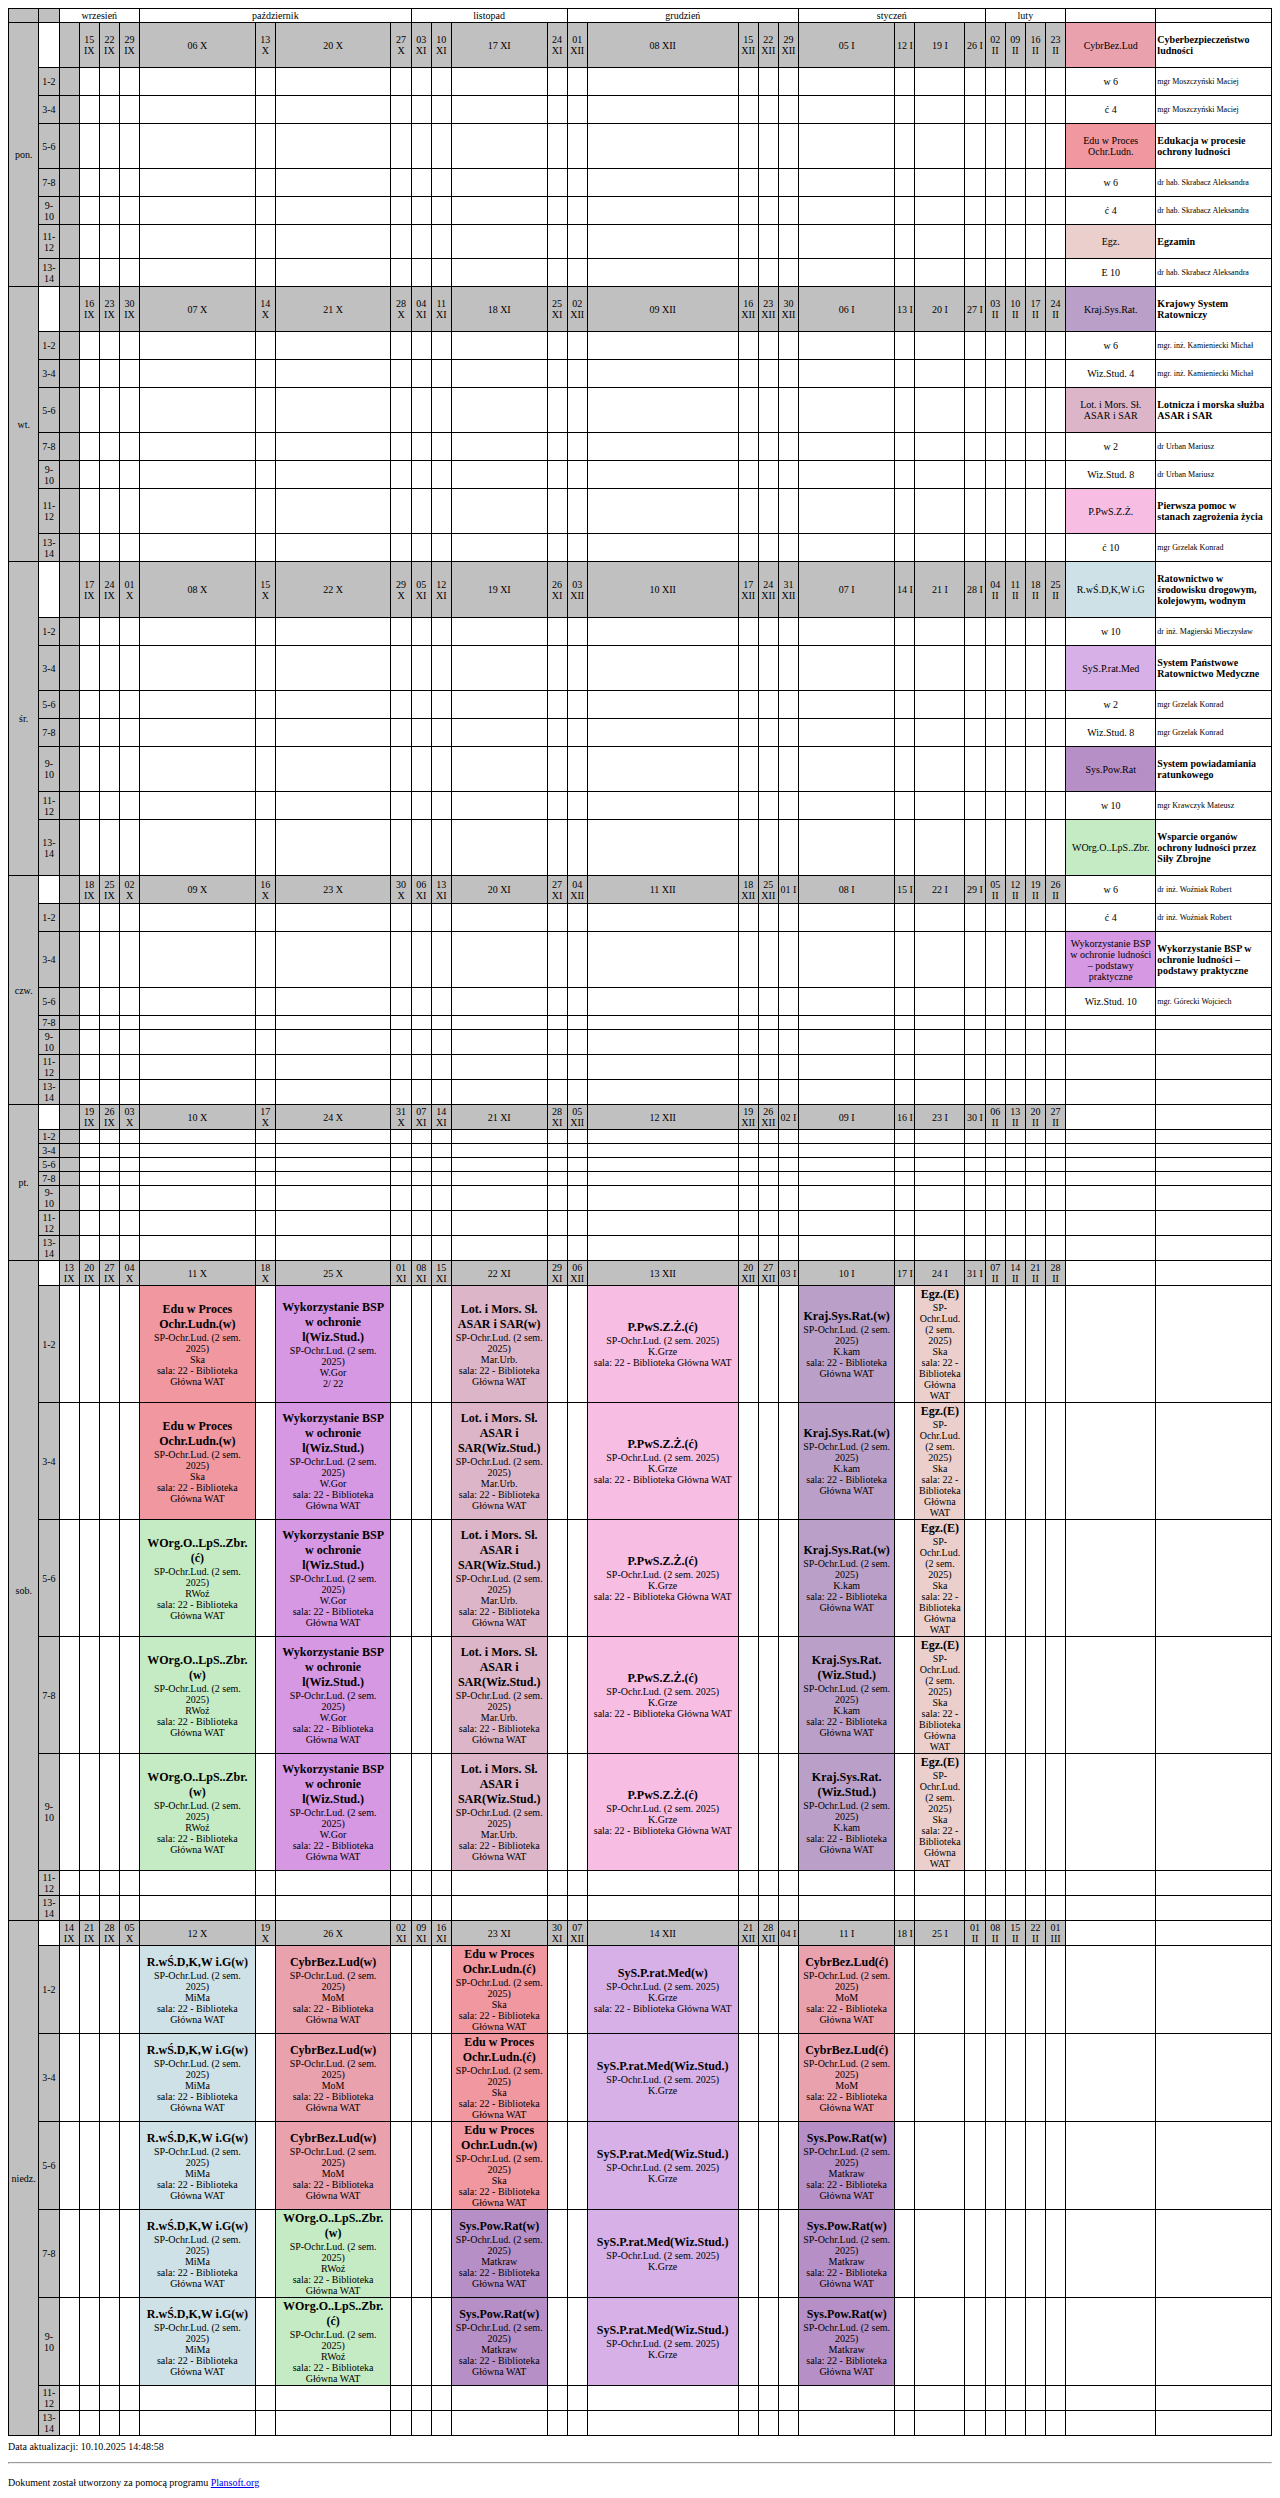 wrzesień październik listopad grudzień styczeń luty
pon. 15 IX 22 IX 29 IX 06 X 13 X 20 X 27 X 03 XI 10 XI 17 XI 24 XI 01 XII 08 XII 15 XII 22 XII 29 XII 05 I 12 I 19 I 26 I 02 II 09 II 16 II 23 II CybrBez.Lud Cyberbezpieczeństwo ludności
1-2 w 6 mgr Moszczyński Maciej
3-4 ć 4 mgr Moszczyński Maciej
5-6 Edu w Proces Ochr.Ludn. Edukacja w procesie ochrony ludności
7-8 w 6 dr hab. Skrabacz Aleksandra
9-10 ć 4 dr hab. Skrabacz Aleksandra
11-12 Egz. Egzamin
13-14 E 10 dr hab. Skrabacz Aleksandra
wt. 16 IX 23 IX 30 IX 07 X 14 X 21 X 28 X 04 XI 11 XI 18 XI 25 XI 02 XII 09 XII 16 XII 23 XII 30 XII 06 I 13 I 20 I 27 I 03 II 10 II 17 II 24 II Kraj.Sys.Rat. Krajowy System Ratowniczy
1-2 w 6 mgr. inż. Kamieniecki Michał
3-4 Wiz.Stud. 4 mgr. inż. Kamieniecki Michał
5-6 Lot. i Mors. Sł. ASAR i SAR Lotnicza i morska służba ASAR i SAR
7-8 w 2 dr Urban Mariusz
9-10 Wiz.Stud. 8 dr Urban Mariusz
11-12 P.PwS.Z.Ż. Pierwsza pomoc w stanach zagrożenia życia
13-14 ć 10 mgr Grzelak Konrad
śr. 17 IX 24 IX 01 X 08 X 15 X 22 X 29 X 05 XI 12 XI 19 XI 26 XI 03 XII 10 XII 17 XII 24 XII 31 XII 07 I 14 I 21 I 28 I 04 II 11 II 18 II 25 II R.wŚ.D,K,W i.G Ratownictwo w środowisku drogowym, kolejowym, wodnym
1-2 w 10 dr inż. Magierski Mieczysław
3-4 SyS.P.rat.Med System Państwowe Ratownictwo Medyczne
5-6 w 2 mgr Grzelak Konrad
7-8 Wiz.Stud. 8 mgr Grzelak Konrad
9-10 Sys.Pow.Rat System powiadamiania ratunkowego
11-12 w 10 mgr Krawczyk Mateusz
13-14 WOrg.O..LpS..Zbr. Wsparcie organów ochrony ludności przez Siły Zbrojne
czw. 18 IX 25 IX 02 X 09 X 16 X 23 X 30 X 06 XI 13 XI 20 XI 27 XI 04 XII 11 XII 18 XII 25 XII 01 I 08 I 15 I 22 I 29 I 05 II 12 II 19 II 26 II w 6 dr inż. Woźniak Robert
1-2 ć 4 dr inż. Woźniak Robert
3-4 Wykorzystanie BSP w ochronie ludności – podstawy praktyczne Wykorzystanie BSP w ochronie ludności – podstawy praktyczne
5-6 Wiz.Stud. 10 mgr. Górecki Wojciech
7-8
9-10
11-12
13-14
pt. 19 IX 26 IX 03 X 10 X 17 X 24 X 31 X 07 XI 14 XI 21 XI 28 XI 05 XII 12 XII 19 XII 26 XII 02 I 09 I 16 I 23 I 30 I 06 II 13 II 20 II 27 II
1-2
3-4
5-6
7-8
9-10
11-12
13-14
sob. 13 IX 20 IX 27 IX 04 X 11 X 18 X 25 X 01 XI 08 XI 15 XI 22 XI 29 XI 06 XII 13 XII 20 XII 27 XII 03 I 10 I 17 I 24 I 31 I 07 II 14 II 21 II 28 II
1-2 Edu w Proces Ochr.Ludn.(w) SP-Ochr.Lud. (2 sem. 2025) Ska sala: 22 - Biblioteka Główna WAT Wykorzystanie BSP w ochronie l(Wiz.Stud.) SP-Ochr.Lud. (2 sem. 2025) W.Gor 2/ 22 Lot. i Mors. Sł. ASAR i SAR(w) SP-Ochr.Lud. (2 sem. 2025) Mar.Urb. sala: 22 - Biblioteka Główna WAT P.PwS.Z.Ż.(ć) SP-Ochr.Lud. (2 sem. 2025) K.Grze sala: 22 - Biblioteka Główna WAT Kraj.Sys.Rat.(w) SP-Ochr.Lud. (2 sem. 2025) K.kam sala: 22 - Biblioteka Główna WAT Egz.(E) SP-Ochr.Lud. (2 sem. 2025) Ska sala: 22 - Biblioteka Główna WAT
3-4 Edu w Proces Ochr.Ludn.(w) SP-Ochr.Lud. (2 sem. 2025) Ska sala: 22 - Biblioteka Główna WAT Wykorzystanie BSP w ochronie l(Wiz.Stud.) SP-Ochr.Lud. (2 sem. 2025) W.Gor sala: 22 - Biblioteka Główna WAT Lot. i Mors. Sł. ASAR i SAR(Wiz.Stud.) SP-Ochr.Lud. (2 sem. 2025) Mar.Urb. sala: 22 - Biblioteka Główna WAT P.PwS.Z.Ż.(ć) SP-Ochr.Lud. (2 sem. 2025) K.Grze sala: 22 - Biblioteka Główna WAT Kraj.Sys.Rat.(w) SP-Ochr.Lud. (2 sem. 2025) K.kam sala: 22 - Biblioteka Główna WAT Egz.(E) SP-Ochr.Lud. (2 sem. 2025) Ska sala: 22 - Biblioteka Główna WAT
5-6 WOrg.O..LpS..Zbr.(ć) SP-Ochr.Lud. (2 sem. 2025) RWoź sala: 22 - Biblioteka Główna WAT Wykorzystanie BSP w ochronie l(Wiz.Stud.) SP-Ochr.Lud. (2 sem. 2025) W.Gor sala: 22 - Biblioteka Główna WAT Lot. i Mors. Sł. ASAR i SAR(Wiz.Stud.) SP-Ochr.Lud. (2 sem. 2025) Mar.Urb. sala: 22 - Biblioteka Główna WAT P.PwS.Z.Ż.(ć) SP-Ochr.Lud. (2 sem. 2025) K.Grze sala: 22 - Biblioteka Główna WAT Kraj.Sys.Rat.(w) SP-Ochr.Lud. (2 sem. 2025) K.kam sala: 22 - Biblioteka Główna WAT Egz.(E) SP-Ochr.Lud. (2 sem. 2025) Ska sala: 22 - Biblioteka Główna WAT
7-8 WOrg.O..LpS..Zbr.(w) SP-Ochr.Lud. (2 sem. 2025) RWoź sala: 22 - Biblioteka Główna WAT Wykorzystanie BSP w ochronie l(Wiz.Stud.) SP-Ochr.Lud. (2 sem. 2025) W.Gor sala: 22 - Biblioteka Główna WAT Lot. i Mors. Sł. ASAR i SAR(Wiz.Stud.) SP-Ochr.Lud. (2 sem. 2025) Mar.Urb. sala: 22 - Biblioteka Główna WAT P.PwS.Z.Ż.(ć) SP-Ochr.Lud. (2 sem. 2025) K.Grze sala: 22 - Biblioteka Główna WAT Kraj.Sys.Rat.(Wiz.Stud.) SP-Ochr.Lud. (2 sem. 2025) K.kam sala: 22 - Biblioteka Główna WAT Egz.(E) SP-Ochr.Lud. (2 sem. 2025) Ska sala: 22 - Biblioteka Główna WAT
9-10 WOrg.O..LpS..Zbr.(w) SP-Ochr.Lud. (2 sem. 2025) RWoź sala: 22 - Biblioteka Główna WAT Wykorzystanie BSP w ochronie l(Wiz.Stud.) SP-Ochr.Lud. (2 sem. 2025) W.Gor sala: 22 - Biblioteka Główna WAT Lot. i Mors. Sł. ASAR i SAR(Wiz.Stud.) SP-Ochr.Lud. (2 sem. 2025) Mar.Urb. sala: 22 - Biblioteka Główna WAT P.PwS.Z.Ż.(ć) SP-Ochr.Lud. (2 sem. 2025) K.Grze sala: 22 - Biblioteka Główna WAT Kraj.Sys.Rat.(Wiz.Stud.) SP-Ochr.Lud. (2 sem. 2025) K.kam sala: 22 - Biblioteka Główna WAT Egz.(E) SP-Ochr.Lud. (2 sem. 2025) Ska sala: 22 - Biblioteka Główna WAT
11-12
13-14
niedz. 14 IX 21 IX 28 IX 05 X 12 X 19 X 26 X 02 XI 09 XI 16 XI 23 XI 30 XI 07 XII 14 XII 21 XII 28 XII 04 I 11 I 18 I 25 I 01 II 08 II 15 II 22 II 01 III
1-2 R.wŚ.D,K,W i.G(w) SP-Ochr.Lud. (2 sem. 2025) MiMa sala: 22 - Biblioteka Główna WAT CybrBez.Lud(w) SP-Ochr.Lud. (2 sem. 2025) MoM sala: 22 - Biblioteka Główna WAT Edu w Proces Ochr.Ludn.(ć) SP-Ochr.Lud. (2 sem. 2025) Ska sala: 22 - Biblioteka Główna WAT SyS.P.rat.Med(w) SP-Ochr.Lud. (2 sem. 2025) K.Grze sala: 22 - Biblioteka Główna WAT CybrBez.Lud(ć) SP-Ochr.Lud. (2 sem. 2025) MoM sala: 22 - Biblioteka Główna WAT
3-4 R.wŚ.D,K,W i.G(w) SP-Ochr.Lud. (2 sem. 2025) MiMa sala: 22 - Biblioteka Główna WAT CybrBez.Lud(w) SP-Ochr.Lud. (2 sem. 2025) MoM sala: 22 - Biblioteka Główna WAT Edu w Proces Ochr.Ludn.(ć) SP-Ochr.Lud. (2 sem. 2025) Ska sala: 22 - Biblioteka Główna WAT SyS.P.rat.Med(Wiz.Stud.) SP-Ochr.Lud. (2 sem. 2025) K.Grze CybrBez.Lud(ć) SP-Ochr.Lud. (2 sem. 2025) MoM sala: 22 - Biblioteka Główna WAT
5-6 R.wŚ.D,K,W i.G(w) SP-Ochr.Lud. (2 sem. 2025) MiMa sala: 22 - Biblioteka Główna WAT CybrBez.Lud(w) SP-Ochr.Lud. (2 sem. 2025) MoM sala: 22 - Biblioteka Główna WAT Edu w Proces Ochr.Ludn.(w) SP-Ochr.Lud. (2 sem. 2025) Ska sala: 22 - Biblioteka Główna WAT SyS.P.rat.Med(Wiz.Stud.) SP-Ochr.Lud. (2 sem. 2025) K.Grze Sys.Pow.Rat(w) SP-Ochr.Lud. (2 sem. 2025) Matkraw sala: 22 - Biblioteka Główna WAT
7-8 R.wŚ.D,K,W i.G(w) SP-Ochr.Lud. (2 sem. 2025) MiMa sala: 22 - Biblioteka Główna WAT WOrg.O..LpS..Zbr.(w) SP-Ochr.Lud. (2 sem. 2025) RWoź sala: 22 - Biblioteka Główna WAT Sys.Pow.Rat(w) SP-Ochr.Lud. (2 sem. 2025) Matkraw sala: 22 - Biblioteka Główna WAT SyS.P.rat.Med(Wiz.Stud.) SP-Ochr.Lud. (2 sem. 2025) K.Grze Sys.Pow.Rat(w) SP-Ochr.Lud. (2 sem. 2025) Matkraw sala: 22 - Biblioteka Główna WAT
9-10 R.wŚ.D,K,W i.G(w) SP-Ochr.Lud. (2 sem. 2025) MiMa sala: 22 - Biblioteka Główna WAT WOrg.O..LpS..Zbr.(ć) SP-Ochr.Lud. (2 sem. 2025) RWoź sala: 22 - Biblioteka Główna WAT Sys.Pow.Rat(w) SP-Ochr.Lud. (2 sem. 2025) Matkraw sala: 22 - Biblioteka Główna WAT SyS.P.rat.Med(Wiz.Stud.) SP-Ochr.Lud. (2 sem. 2025) K.Grze Sys.Pow.Rat(w) SP-Ochr.Lud. (2 sem. 2025) Matkraw sala: 22 - Biblioteka Główna WAT
11-12
13-14
Data aktualizacji: 10.10.2025 14:48:58
Dokument został utworzony za pomocą programu Plansoft.org